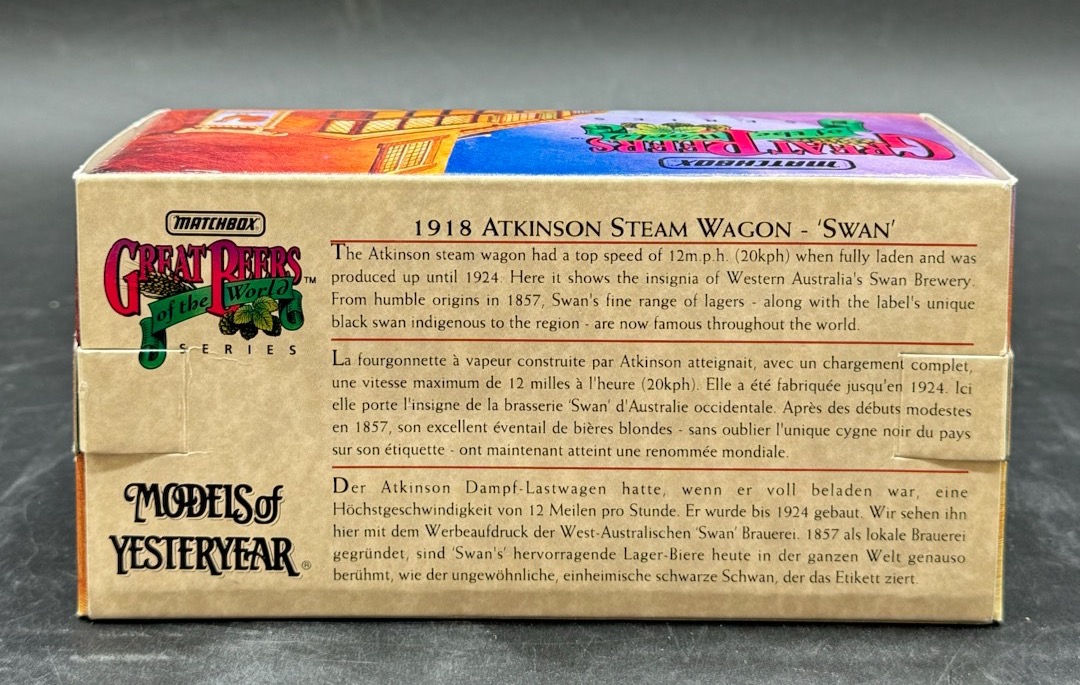 SERIES
of the World
GREAT BEERS
MATCHBOX
MATCHBOX
GREAT BEERS™
of the World
SERIES
1918 ATKINSON STEAM WAGON - 'SWAN'
The Atkinson steam wagon had a top speed of 12m.p.h. (20kph) when fully laden and was
produced up until 1924. Here it shows the insignia of Western Australia's Swan Brewery.
From humble origins in 1857, Swan's fine range of lagers - along with the label's unique
black swan indigenous to the region - are now famous throughout the world.
La fourgonnette à vapeur construite par Atkinson atteignait, avec un chargement complet,
une vitesse maximum de 12 milles à l'heure (20kph). Elle a été fabriquée jusqu'en 1924. Ici
elle porte l'insigne de la brasserie 'Swan' d'Australie occidentale. Après des débuts modestes
en 1857, son excellent éventail de bières blondes - sans oublier l'unique cygne noir du pays
sur son étiquette - ont maintenant atteint une renommée mondiale.
MODELS of
YESTERYEAR®
Der Atkinson Dampf-Lastwagen hatte, wenn er voll beladen war, eine
Höchstgeschwindigkeit von 12 Meilen pro Stunde. Er wurde bis 1924 gebaut. Wir sehen ihn
hier mit dem Werbeaufdruck der West-Australischen 'Swan' Brauerei. 1857 als lokale Brauerei
gegründet, sind 'Swan's' hervorragende Lager-Biere heute in der ganzen Welt genauso
berühmt, wie der ungewöhnliche, einheimische schwarze Schwan, der das Etikett ziert.